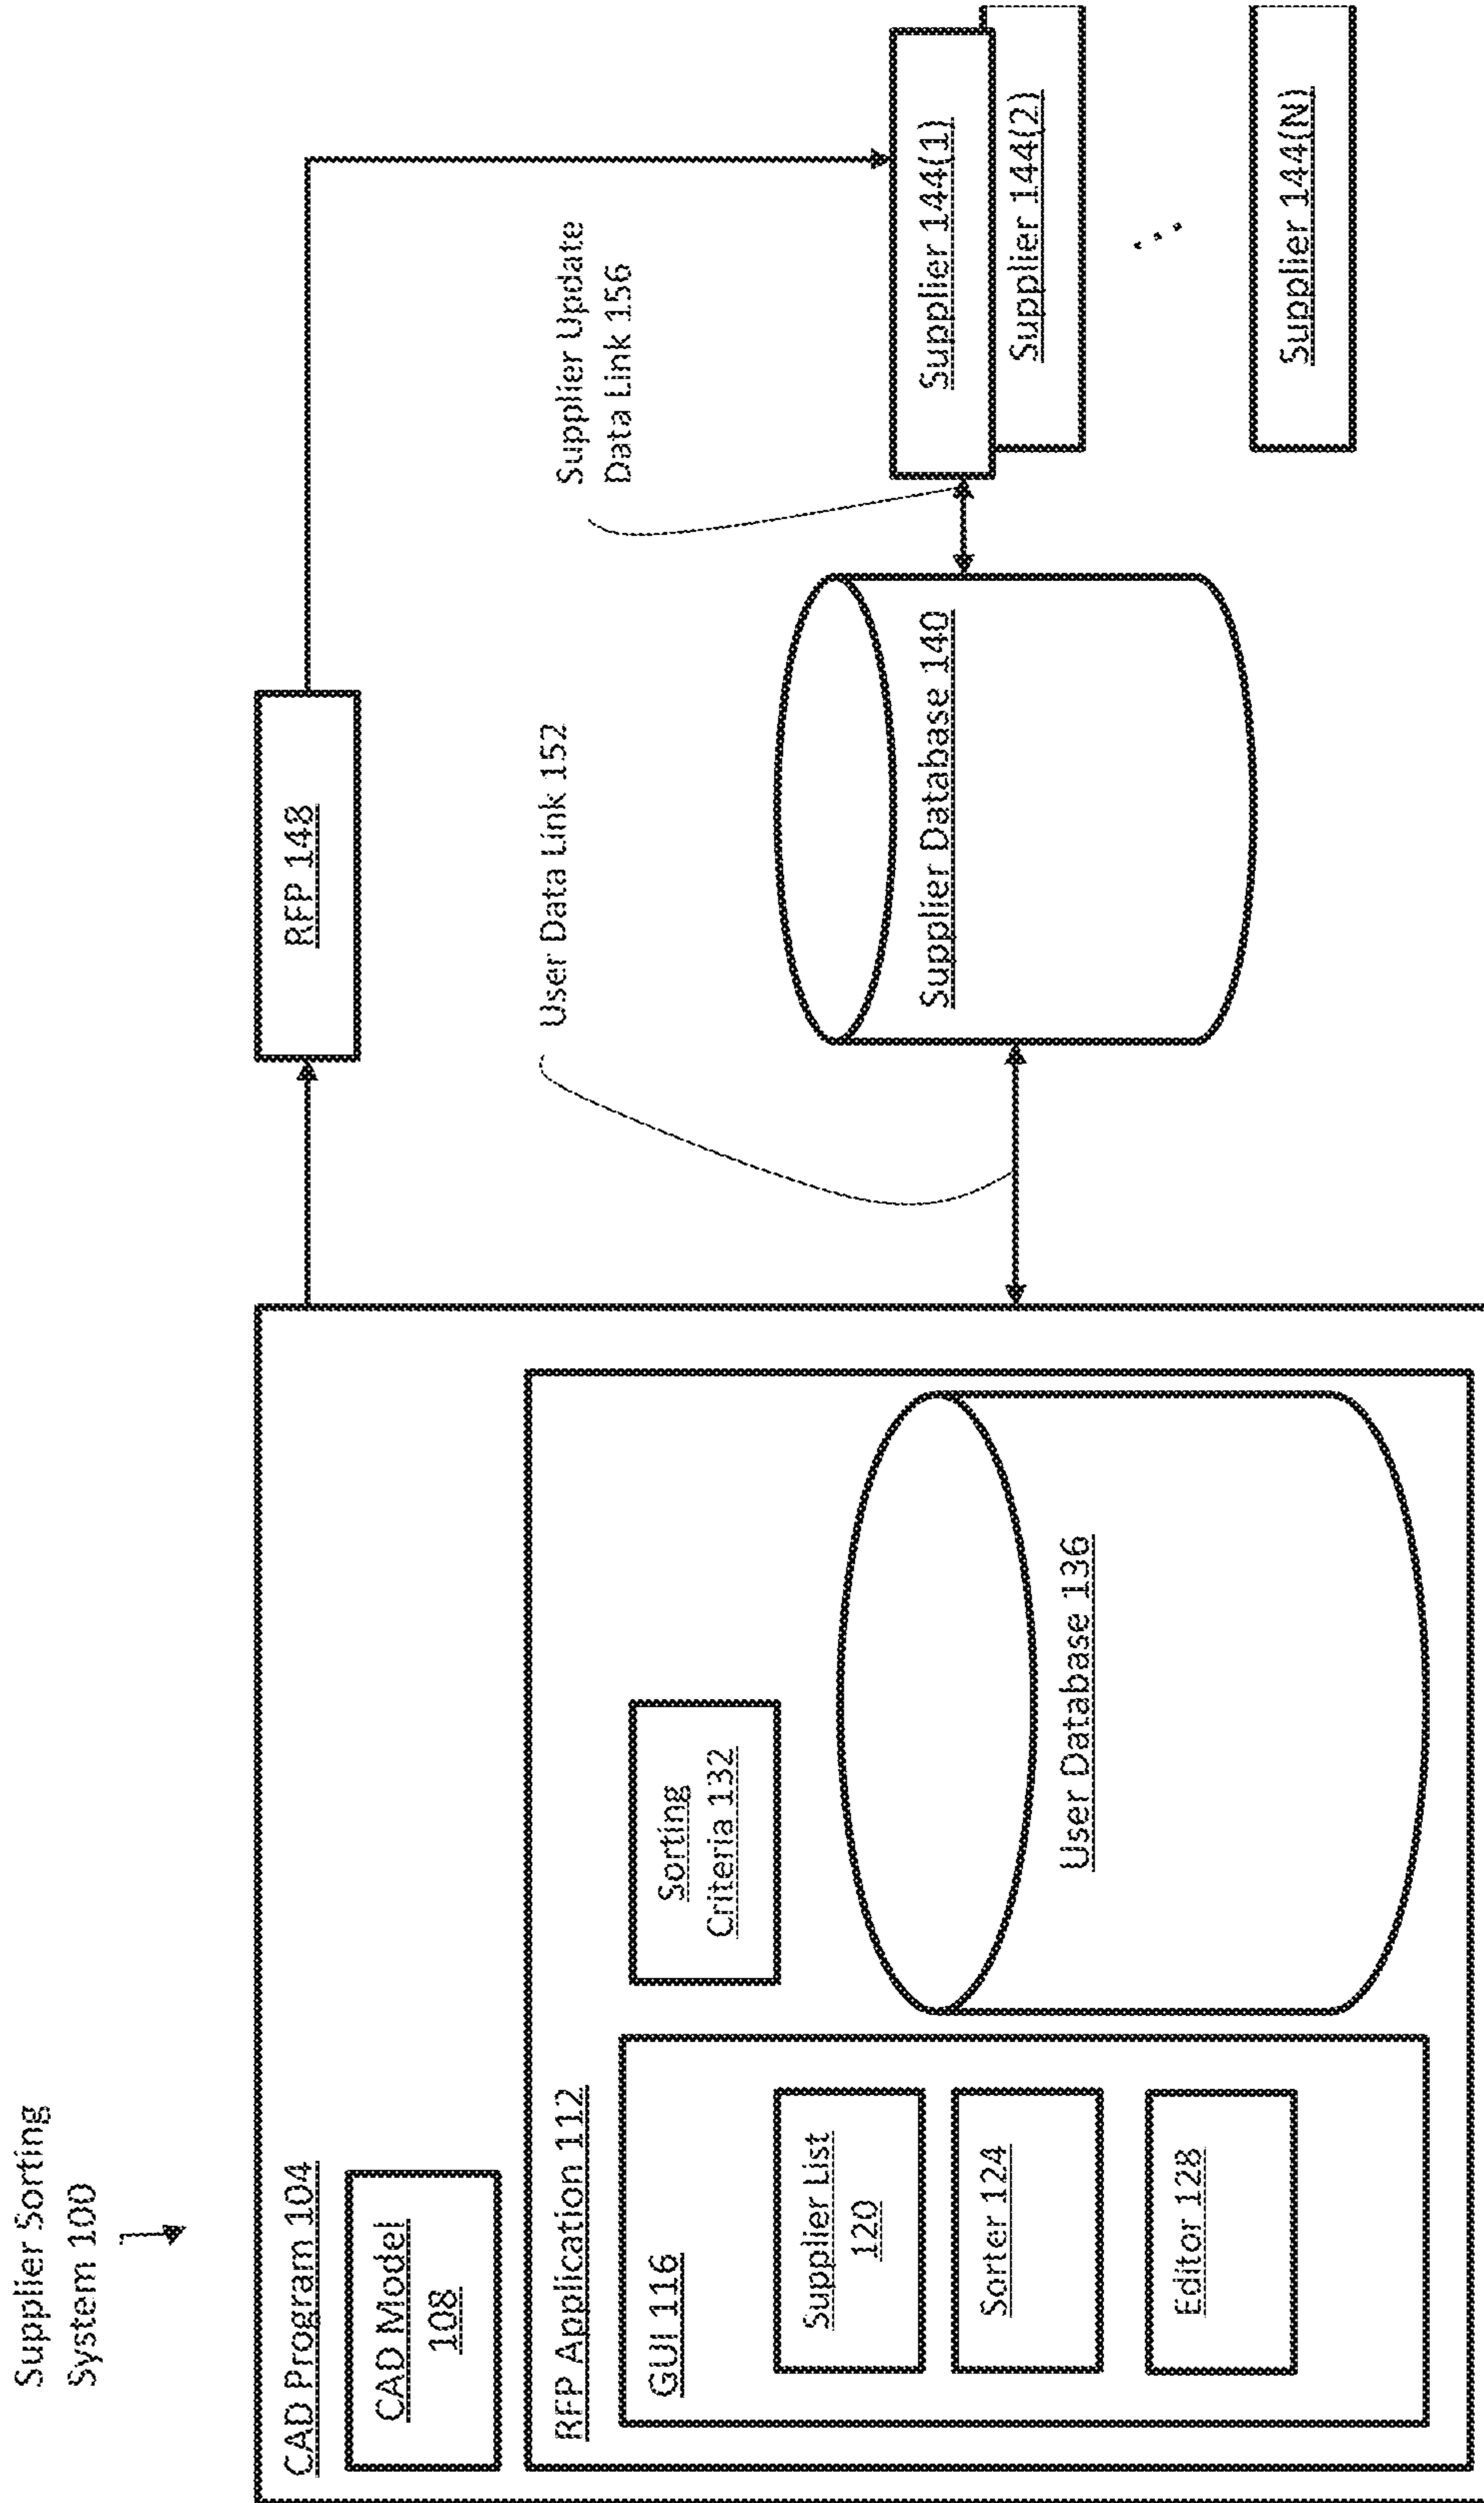 Supplier Sorting
System 100
CAD Program 104
CAD Model
108
RFP Application 112
GUI 116
Supplier List
120
Sorter 124
Editor 128
Sorting
Criteria 132
User Database 136
RFP 148
User Data Link 152
Supplier Database 140
Supplier Update
Data Link 156
Supplier 144(1)
Supplier 144(2)
...
Supplier 144(N)